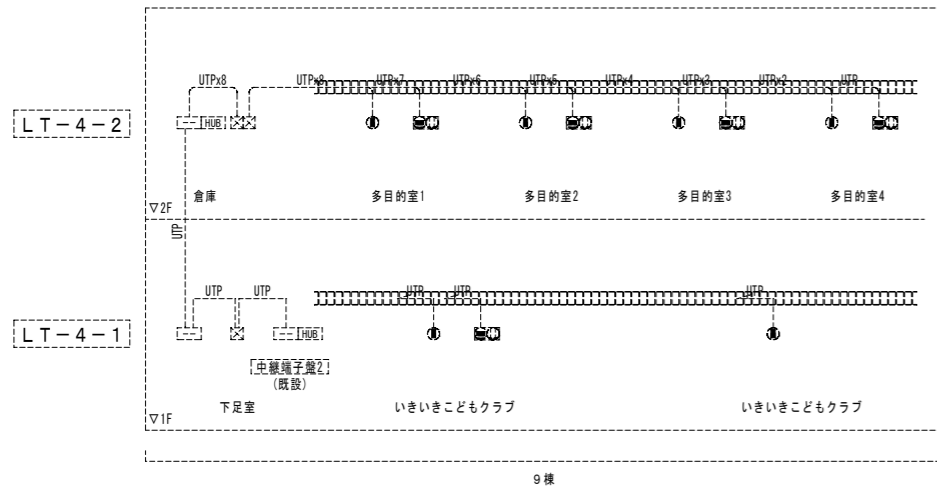 UTPx8 UTPx8 UTPx7 UTPx6 UTPx5 UTPx4 UTPx3 UTPx2 UTP
LT-4-2
HUB
倉庫 多目的室1 多目的室2 多目的室3 多目的室4
▽2F
UTP
UTP UTP UTP UTP UTP
LT-4-1
HUB
中継端子盤2
(既設)
下足室 いきいきこどもクラブ いきいきこどもクラブ
▽1F
9棟